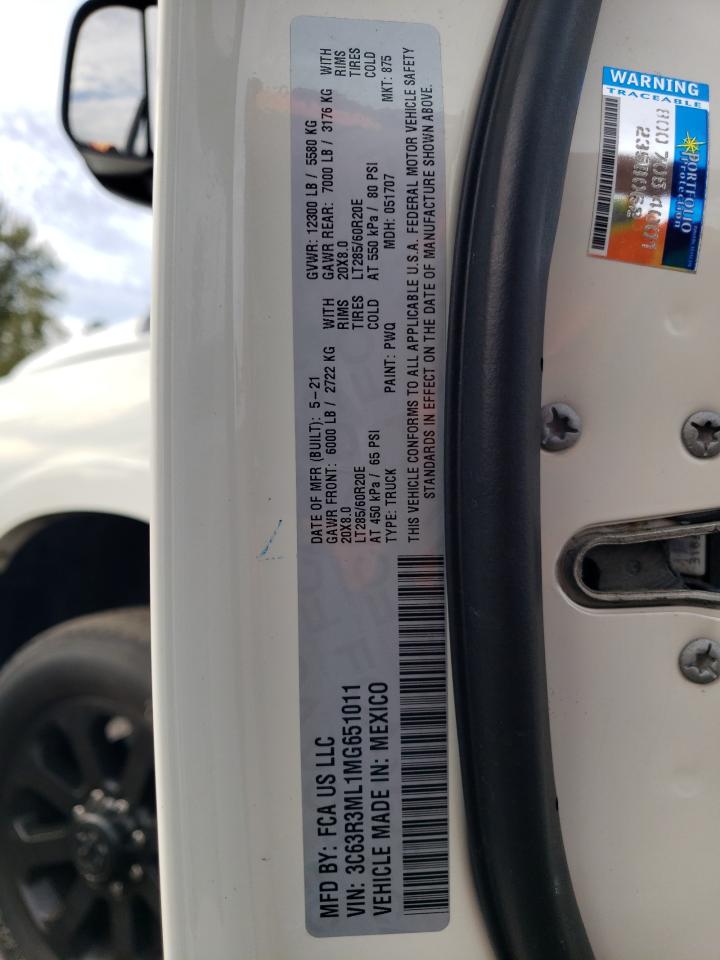 MFD BY: FCA US LLC
VIN: 3C63R3ML1MG651011
VEHICLE MADE IN: MEXICO
DATE OF MFR (BUILT): 5-21
GAWR FRONT: 6000 LB / 2722 KG WITH
20X8.0 RIMS
LT285/60R20E TIRES
AT 450 kPa / 65 PSI COLD
TYPE: TRUCK PAINT: PWQ
GVWR: 12300 LB / 5580 KG
GAWR REAR: 7000 LB / 3176 KG WITH
20X8.0 RIMS
LT285/60R20E TIRES
AT 550 kPa / 80 PSI COLD
MDH: 051707 MKT: 875
THIS VEHICLE CONFORMS TO ALL APPLICABLE U.S.A. FEDERAL MOTOR VEHICLE SAFETY
STANDARDS IN EFFECT ON THE DATE OF MANUFACTURE SHOWN ABOVE.
WARNING
TRACEABLE
PORTFOLIO
Protection